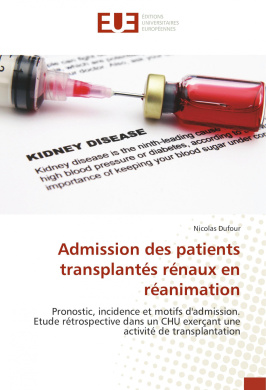 EUE
ÉDITIONS
UNIVERSITAIRES
EUROPÉENNES
KIDNEY DISEASE
Kidney disease is the ninth-leading cause
high blood pressure or diabetes, according to
importance of keeping your blood sugar under con
Nicolas Dufour
Admission des patients
transplantés rénaux en
réanimation
Pronostic, incidence et motifs d'admission.
Etude rétrospective dans un CHU exerçant une
activité de transplantation